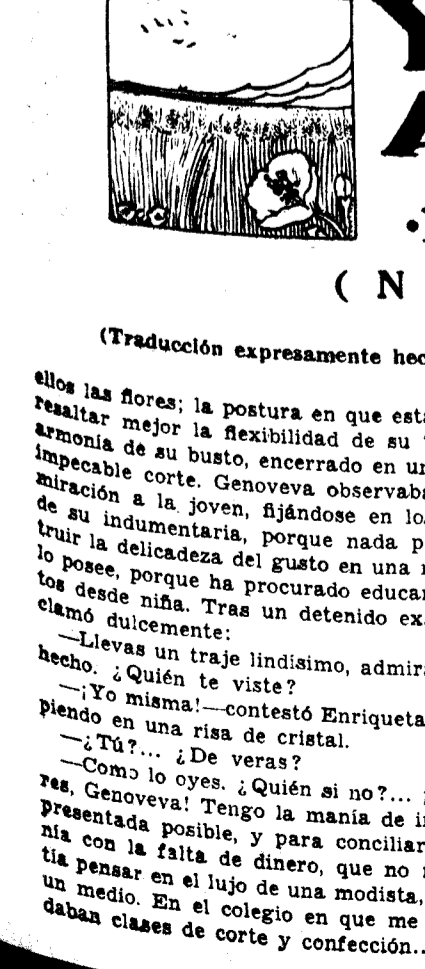 ( N
(Traducción expresamente hec
ellos las flores; la postura en que est
resaltar mejor la flexibilidad de su
armonía de su busto, encerrado en un
impecable corte. Genoveva observab
miración a la joven, fijándose en lo
de su indumentaria, porque nada p
truir la delicadeza del gusto en una
lo posee, porque ha procurado educa
tos desde niña. Tras un detenido ex
clamó dulcemente:
—Llevas un traje lindísimo, admir
hecho. ¿Quién te viste?
—¡Yo misma!—contestó Enriqueta
piendo en una risa de cristal.
—¿Tú?... ¿De veras?
—Como lo oyes. ¿Quién si no?...
res, Genoveva! Tengo la manía de i
presentada posible, y para conciliar
nía con la falta de dinero, que no
tía pensar en el lujo de una modista,
un medio. En el colegio en que me
daban clases de corte y confección..